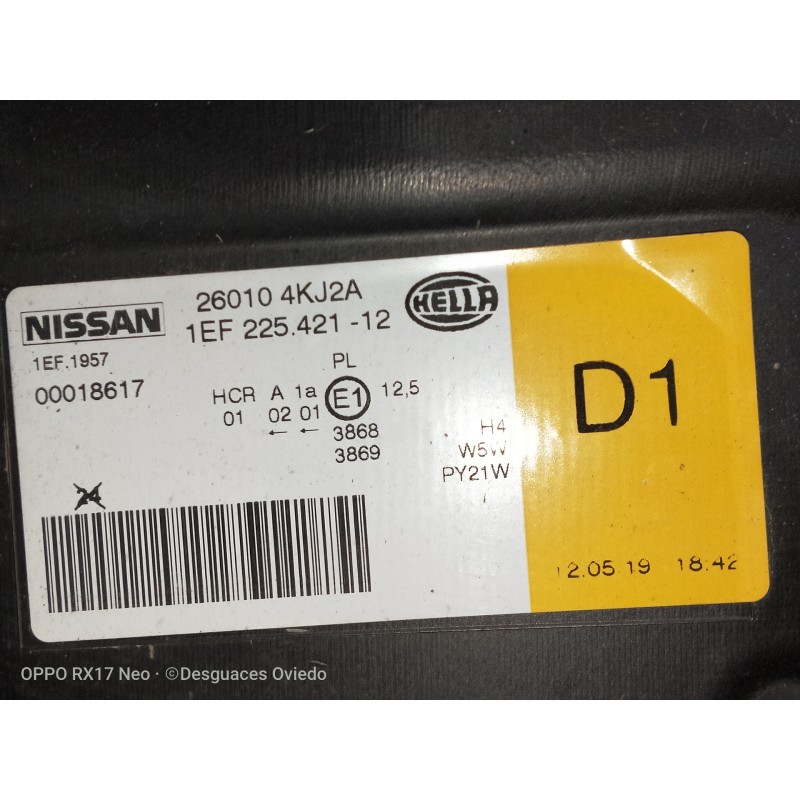 NISSAN
26010 4KJ2A
1EF 225.421 -12
HELLA
1EF.1957
00018617
PL
HCR A 1a E1 12,5
01 02 01
← ← 3868
3869
H4
W5W
PY21W
24
D1
12.05.19 18:42
OPPO RX17 Neo · ©Desguaces Oviedo